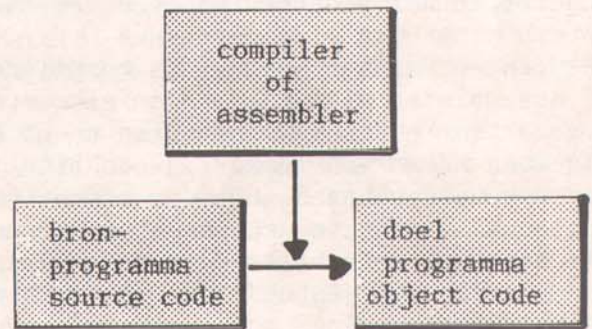 compiler
of
assembler
bron-
programma
source code
doel
programma
object code